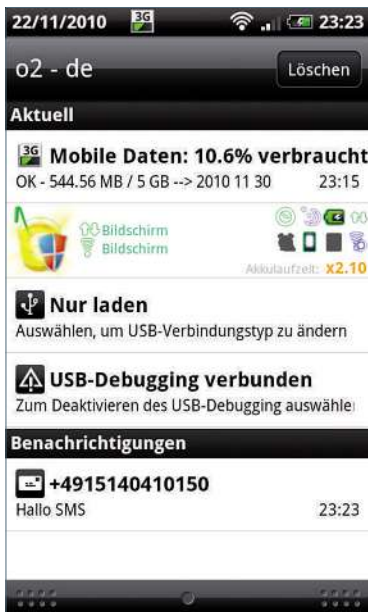 22/11/2010 3G 23:23
o2 - de Löschen
Aktuell
3G Mobile Daten: 10.6% verbraucht
OK - 544.56 MB / 5 GB --> 2010 11 30 23:15
Bildschirm
Bildschirm
Akkulaufzeit: x2.10
Nur laden
Auswählen, um USB-Verbindungstyp zu ändern
USB-Debugging verbunden
Zum Deaktivieren des USB-Debugging auswähle
Benachrichtigungen
+4915140410150
Hallo SMS 23:23